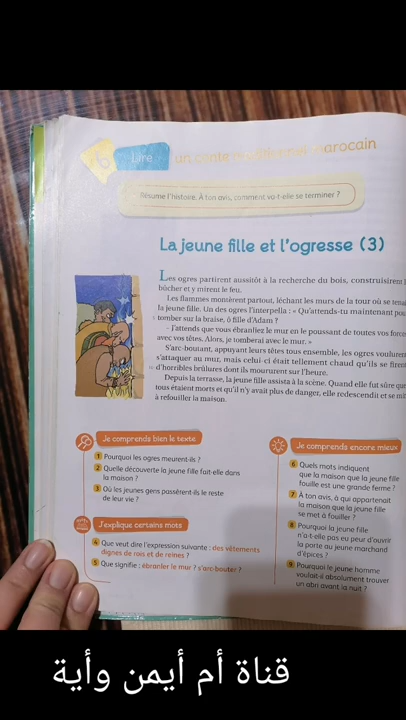 6 Lire un conte traditionnel marocain
Résume l'histoire. À ton avis, comment va-t-elle se terminer ?
La jeune fille et l'ogresse (3)
Les ogres partirent aussitôt à la recherche du bois, construisirent
bûcher et y mirent le feu.
Les flammes montèrent partout, léchant les murs de la tour où se
la jeune fille. Un des ogres l'interpella : « Qu'attends-tu maintenant
tomber sur la braise, ô fille d'Adam ?
- J'attends que vous ébranliez le mur en le poussant de toutes vos
avec vos têtes. Alors, je tomberai avec le mur. »
S'arc-boutant, appuyant leurs têtes tous ensemble, les ogres
s'attaquer au mur, mais celui-ci était tellement chaud qu'ils se
d'horribles brûlures dont ils moururent sur l'heure.
Depuis la terrasse, la jeune fille assista à la scène. Quand elle fut sûre
tous étaient morts et qu'il n'y avait plus de danger, elle redescendit et se
à refouiller la maison.
Je comprends bien le texte
1 Pourquoi les ogres meurent-ils ?
2 Quelle découverte la jeune fille fait-elle dans
la maison ?
3 Où les jeunes gens passèrent-ils le reste
de leur vie ?
J'explique certains mots
4 Que veut dire l'expression suivante : des vêtements
dignes de rois et de reines ?
5 Que signifie : ébranler le mur ? s'arc-bouter ?
Je comprends encore mieux
6 Quels mots indiquent
que la maison que la jeune fille
fouille est une grande ferme ?
7 À ton avis, à qui appartenait
la maison que la jeune fille
se met à fouiller ?
8 Pourquoi la jeune fille
n'a-t-elle pas eu peur d'ouvrir
la porte au jeune marchand
d'épices ?
9 Pourquoi le jeune homme
voulait-il absolument trouver
un abri avant la nuit ?
قناة أم أيمن وأية